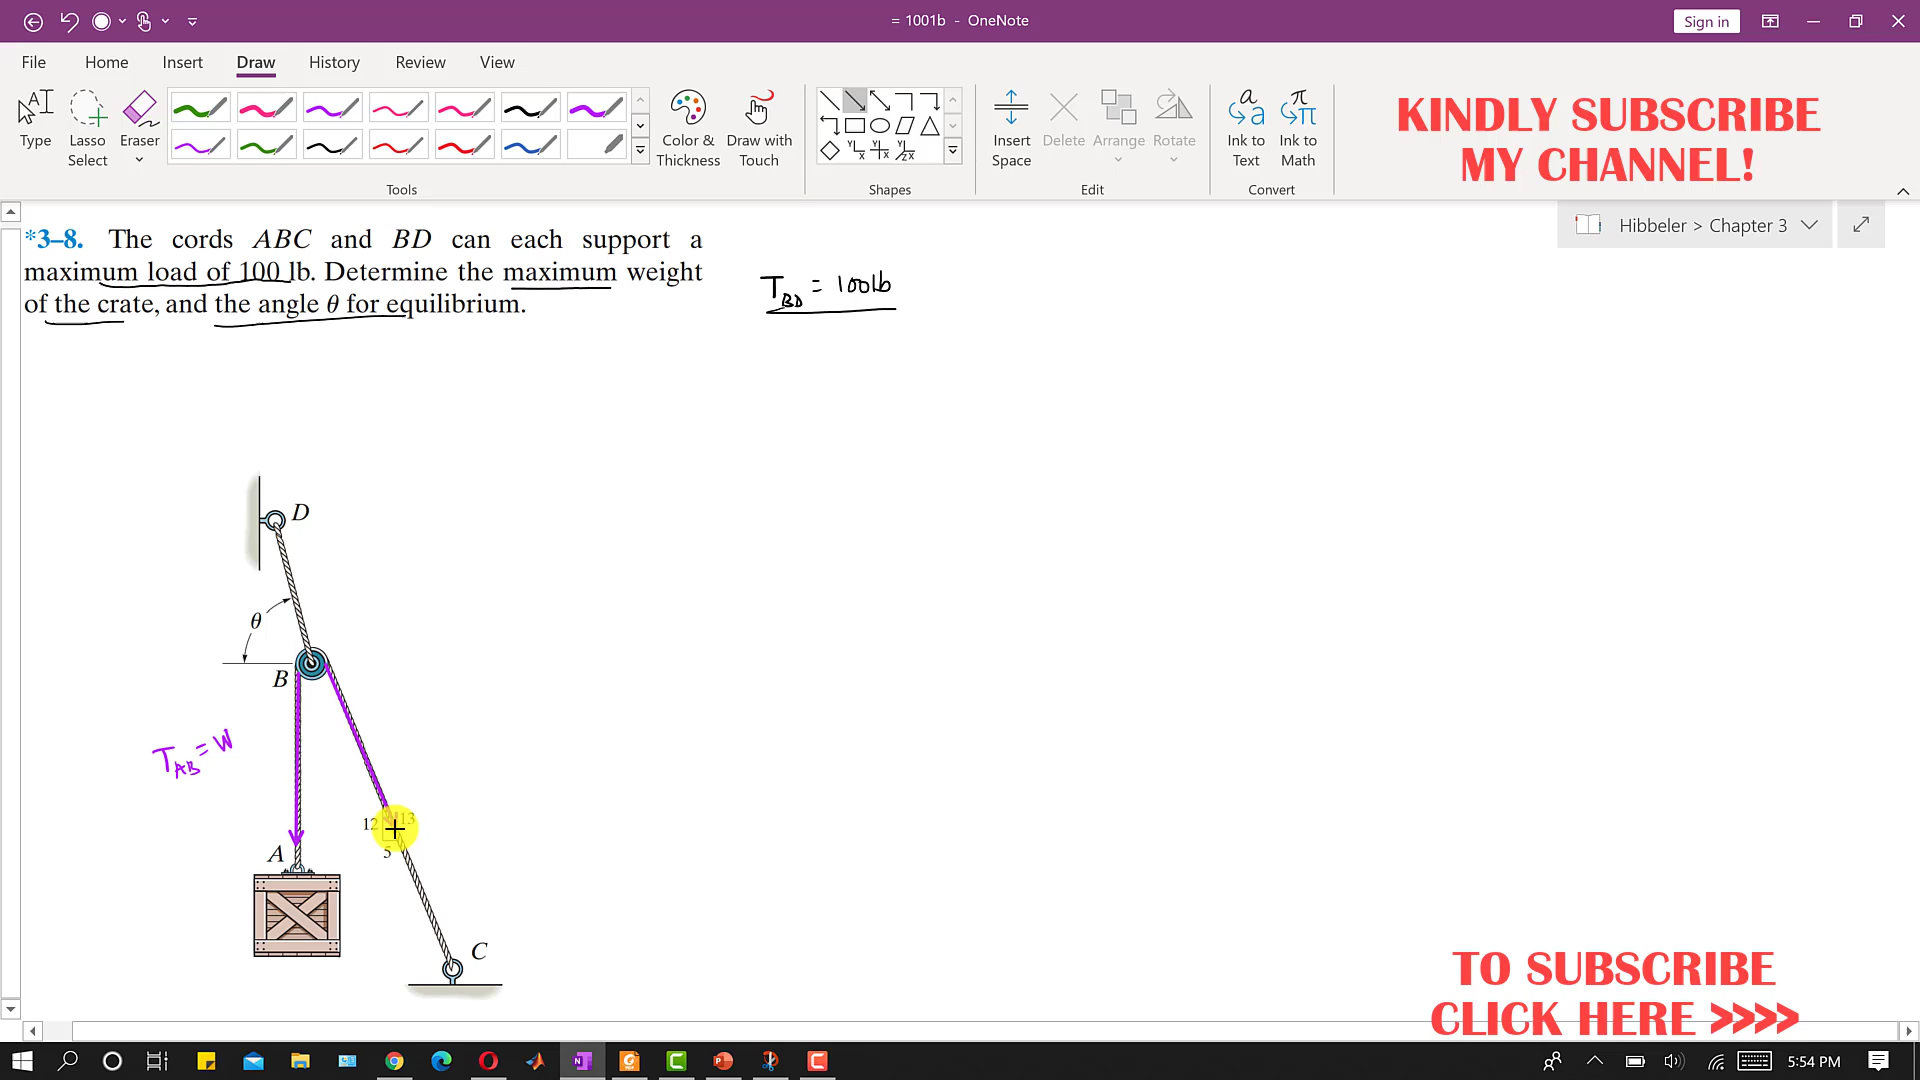 = 1001b - OneNote
Sign in
File Home Insert Draw History Review View
Type
Lasso Select
Eraser
Color & Thickness
Draw with Touch
Insert Space
Delete
Arrange
Rotate
Ink to Text
Ink to Math
Tools
Shapes
Edit
Convert
KINDLY SUBSCRIBE
MY CHANNEL!
Hibbeler > Chapter 3
*3–8. The cords ABC and BD can each support a
maximum load of 100 lb. Determine the maximum weight
of the crate, and the angle θ for equilibrium.
T_BD = 100lb
D
θ
B
T_AB = W
12 13
5
A
C
TO SUBSCRIBE
CLICK HERE >>>>
5:54 PM